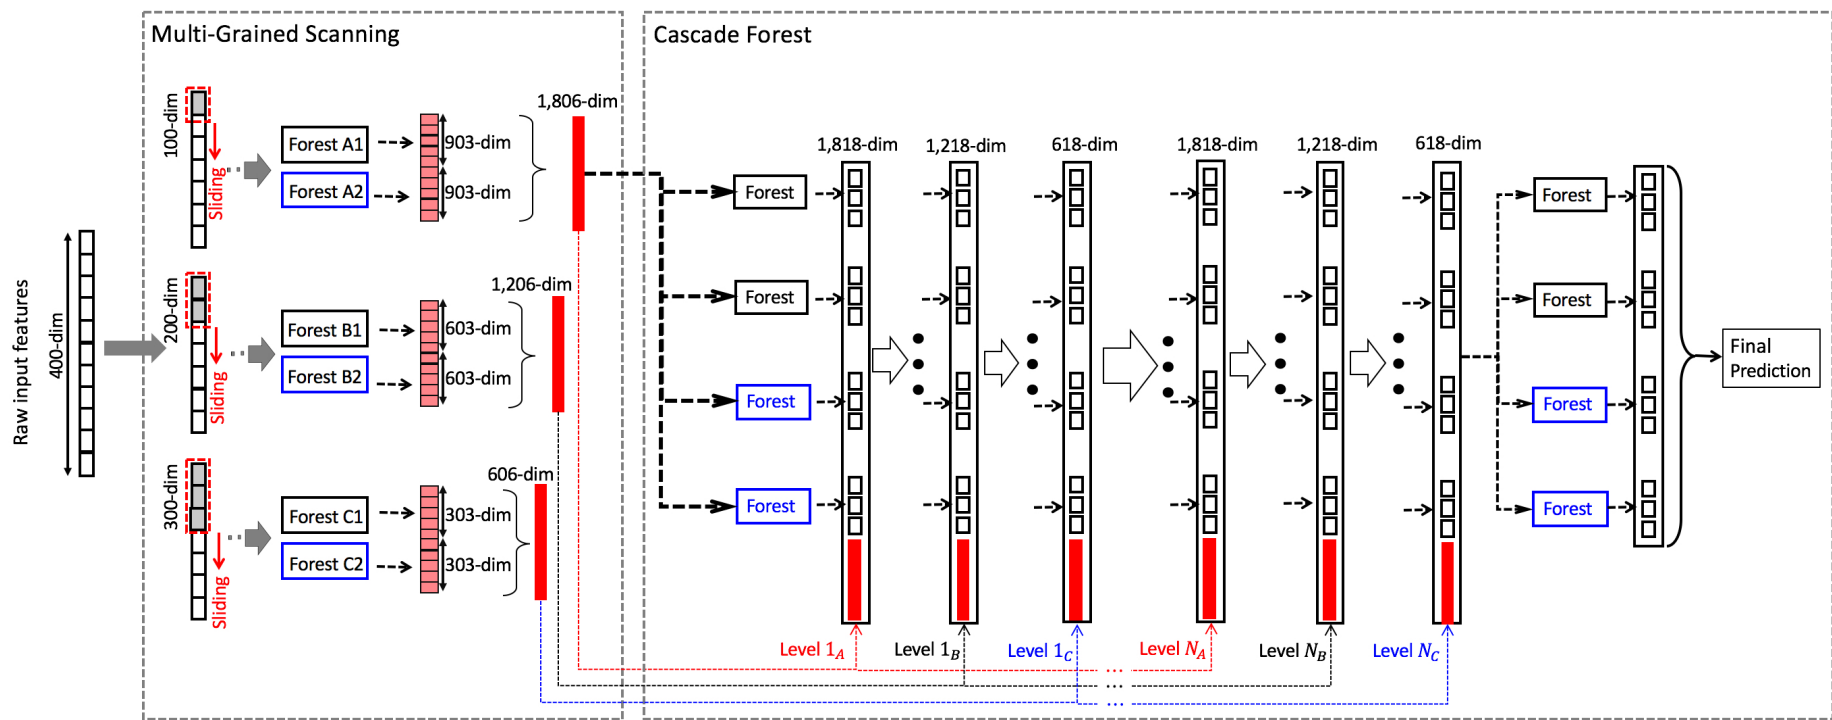 Multi-Grained Scanning
Cascade Forest
Raw input features
400-dim
100-dim
Sliding
Forest A1
Forest A2
903-dim
903-dim
1,806-dim
200-dim
Sliding
Forest B1
Forest B2
603-dim
603-dim
1,206-dim
300-dim
Sliding
Forest C1
Forest C2
303-dim
303-dim
606-dim
Forest
Forest
Forest
Forest
1,818-dim
1,218-dim
618-dim
1,818-dim
1,218-dim
618-dim
Level 1A
Level 1B
Level 1C
...
Level NA
Level NB
Level NC
...
...
Forest
Forest
Forest
Forest
Final
Prediction